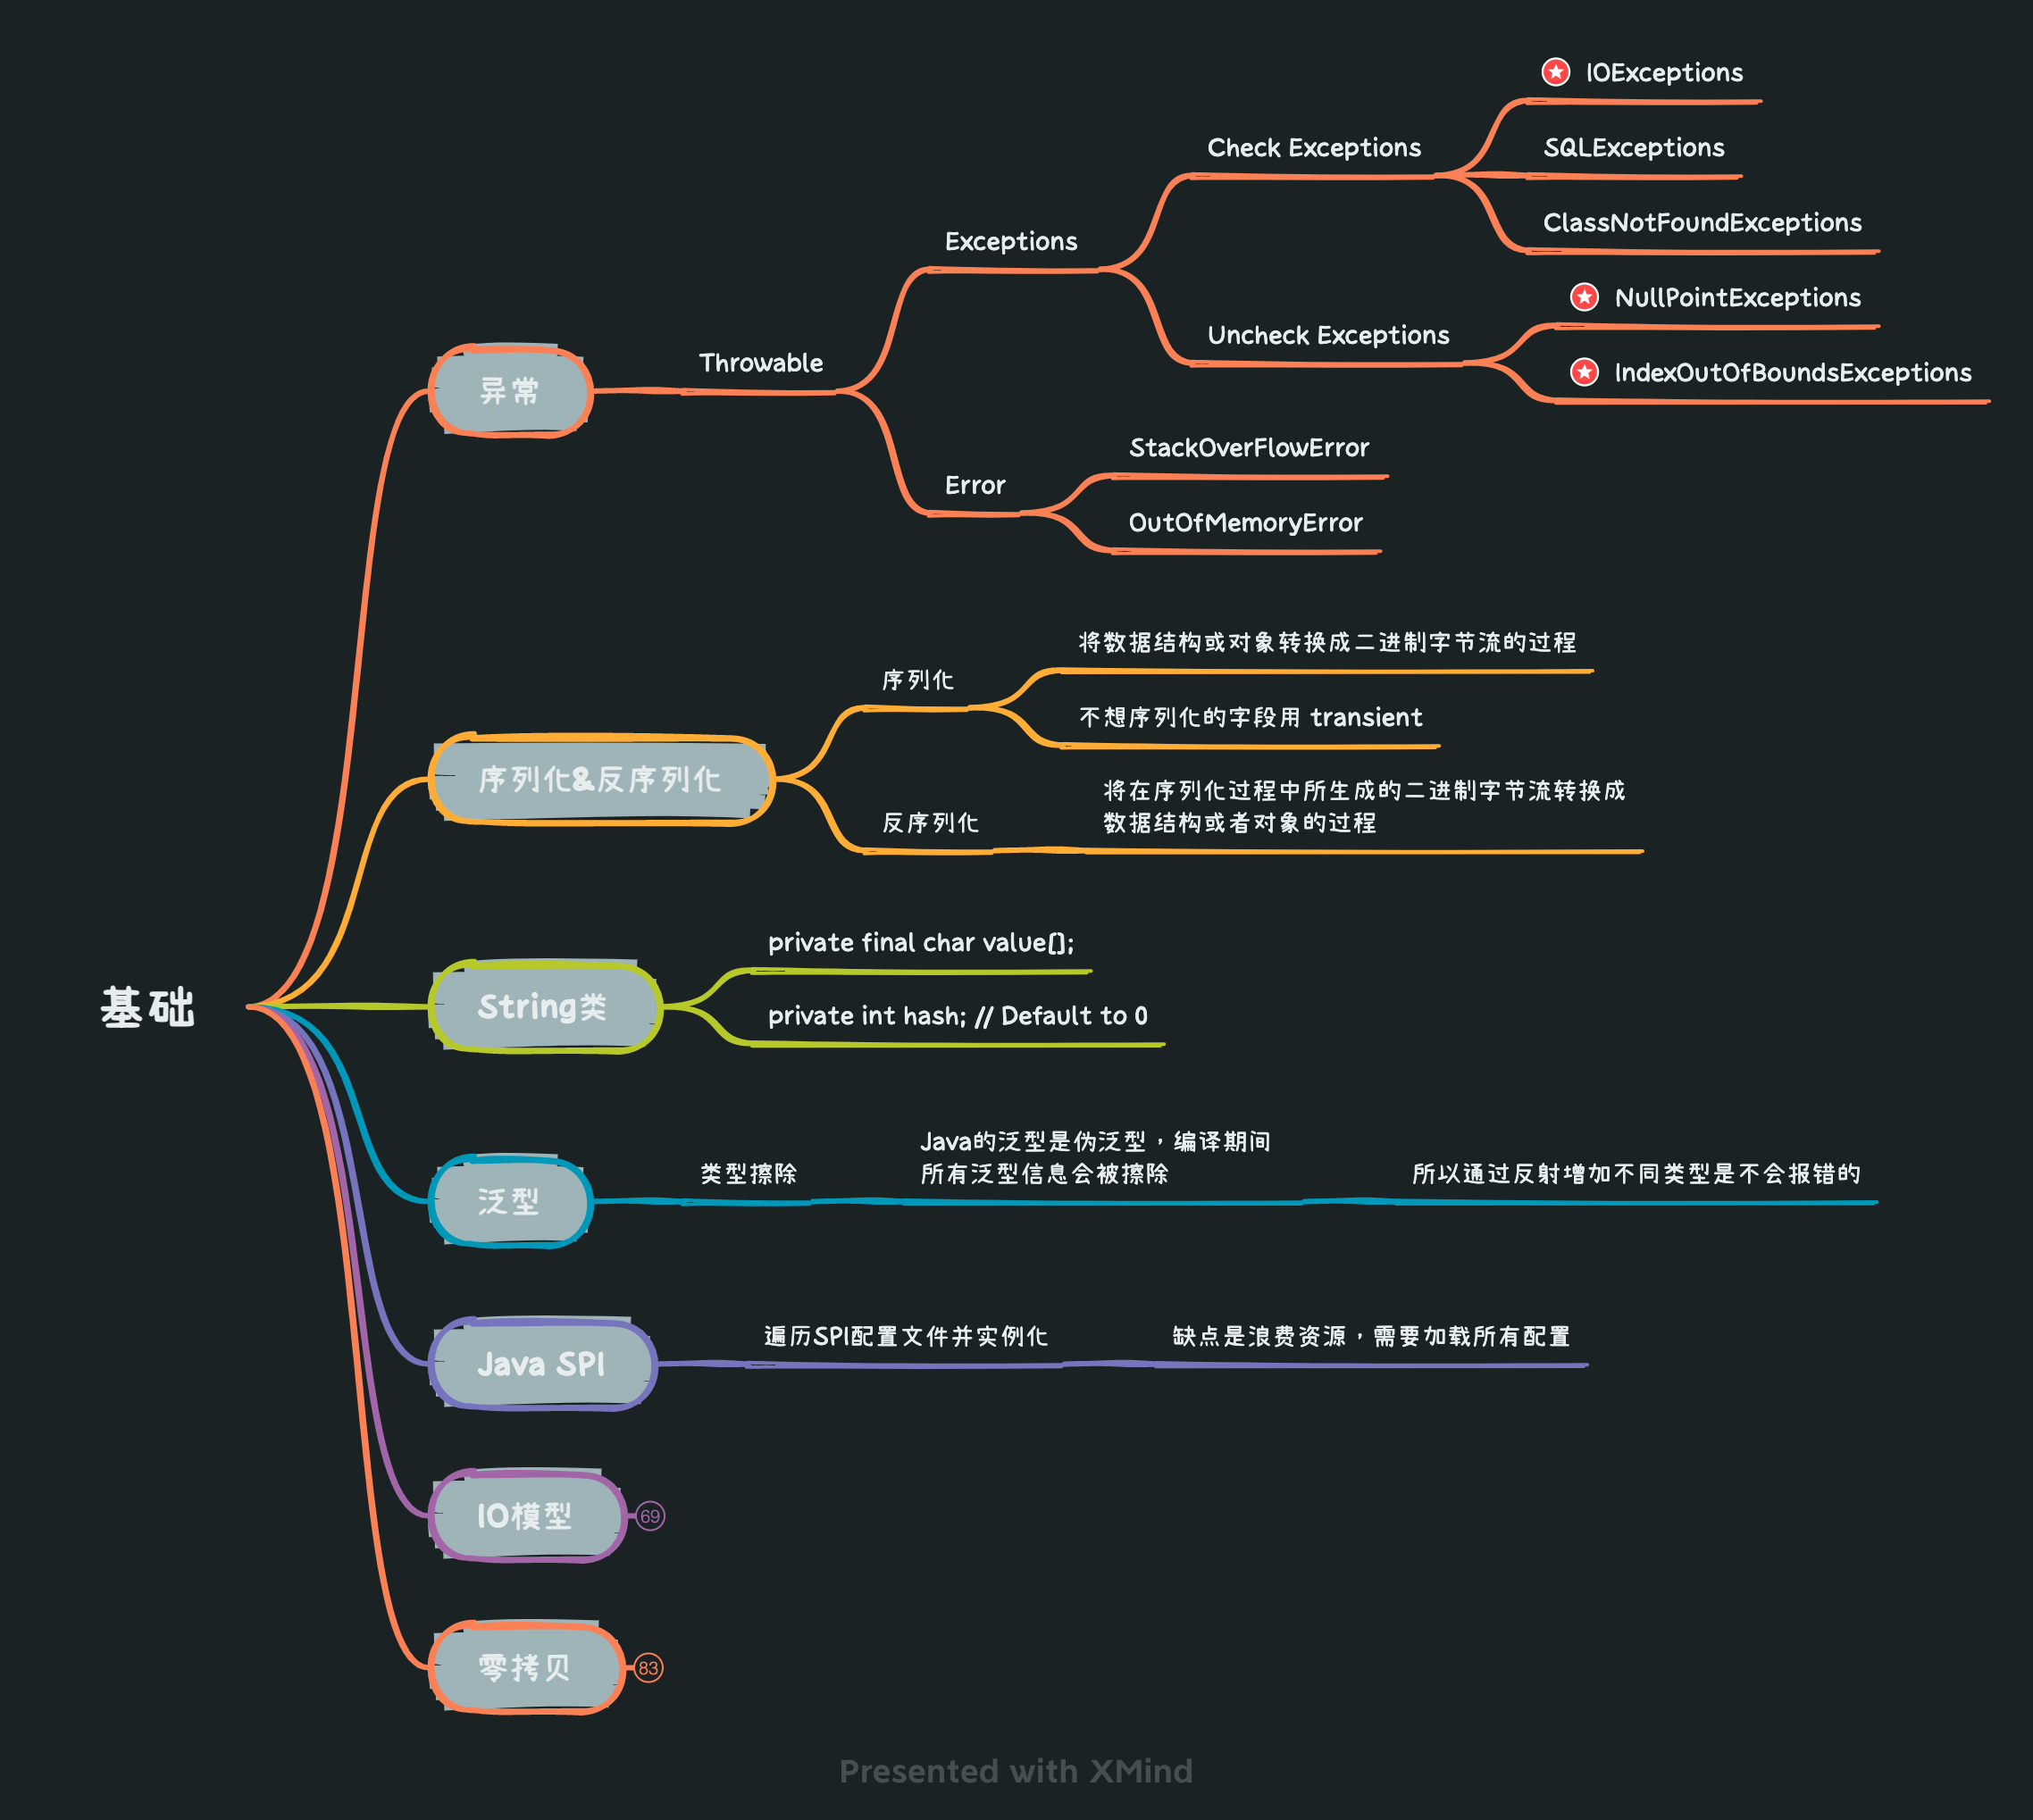 基础
异常
Throwable
Exceptions
Check Exceptions
IOExceptions
SQLExceptions
ClassNotFoundExceptions
Uncheck Exceptions
NullPointExceptions
IndexOutOfBoundsExceptions
Error
StackOverFlowError
OutOfMemoryError
序列化&反序列化
序列化
将数据结构或对象转换成二进制字节流的过程
不想序列化的字段用 transient
反序列化
将在序列化过程中所生成的二进制字节流转换成
数据结构或者对象的过程
String类
private final char value[];
private int hash; // Default to 0
泛型
类型擦除
Java的泛型是伪泛型，编译期间
所有泛型信息会被擦除
所以通过反射增加不同类型是不会报错的
Java SPI
遍历SPI配置文件并实例化
缺点是浪费资源，需要加载所有配置
IO模型
69
零拷贝
83
Presented with XMind